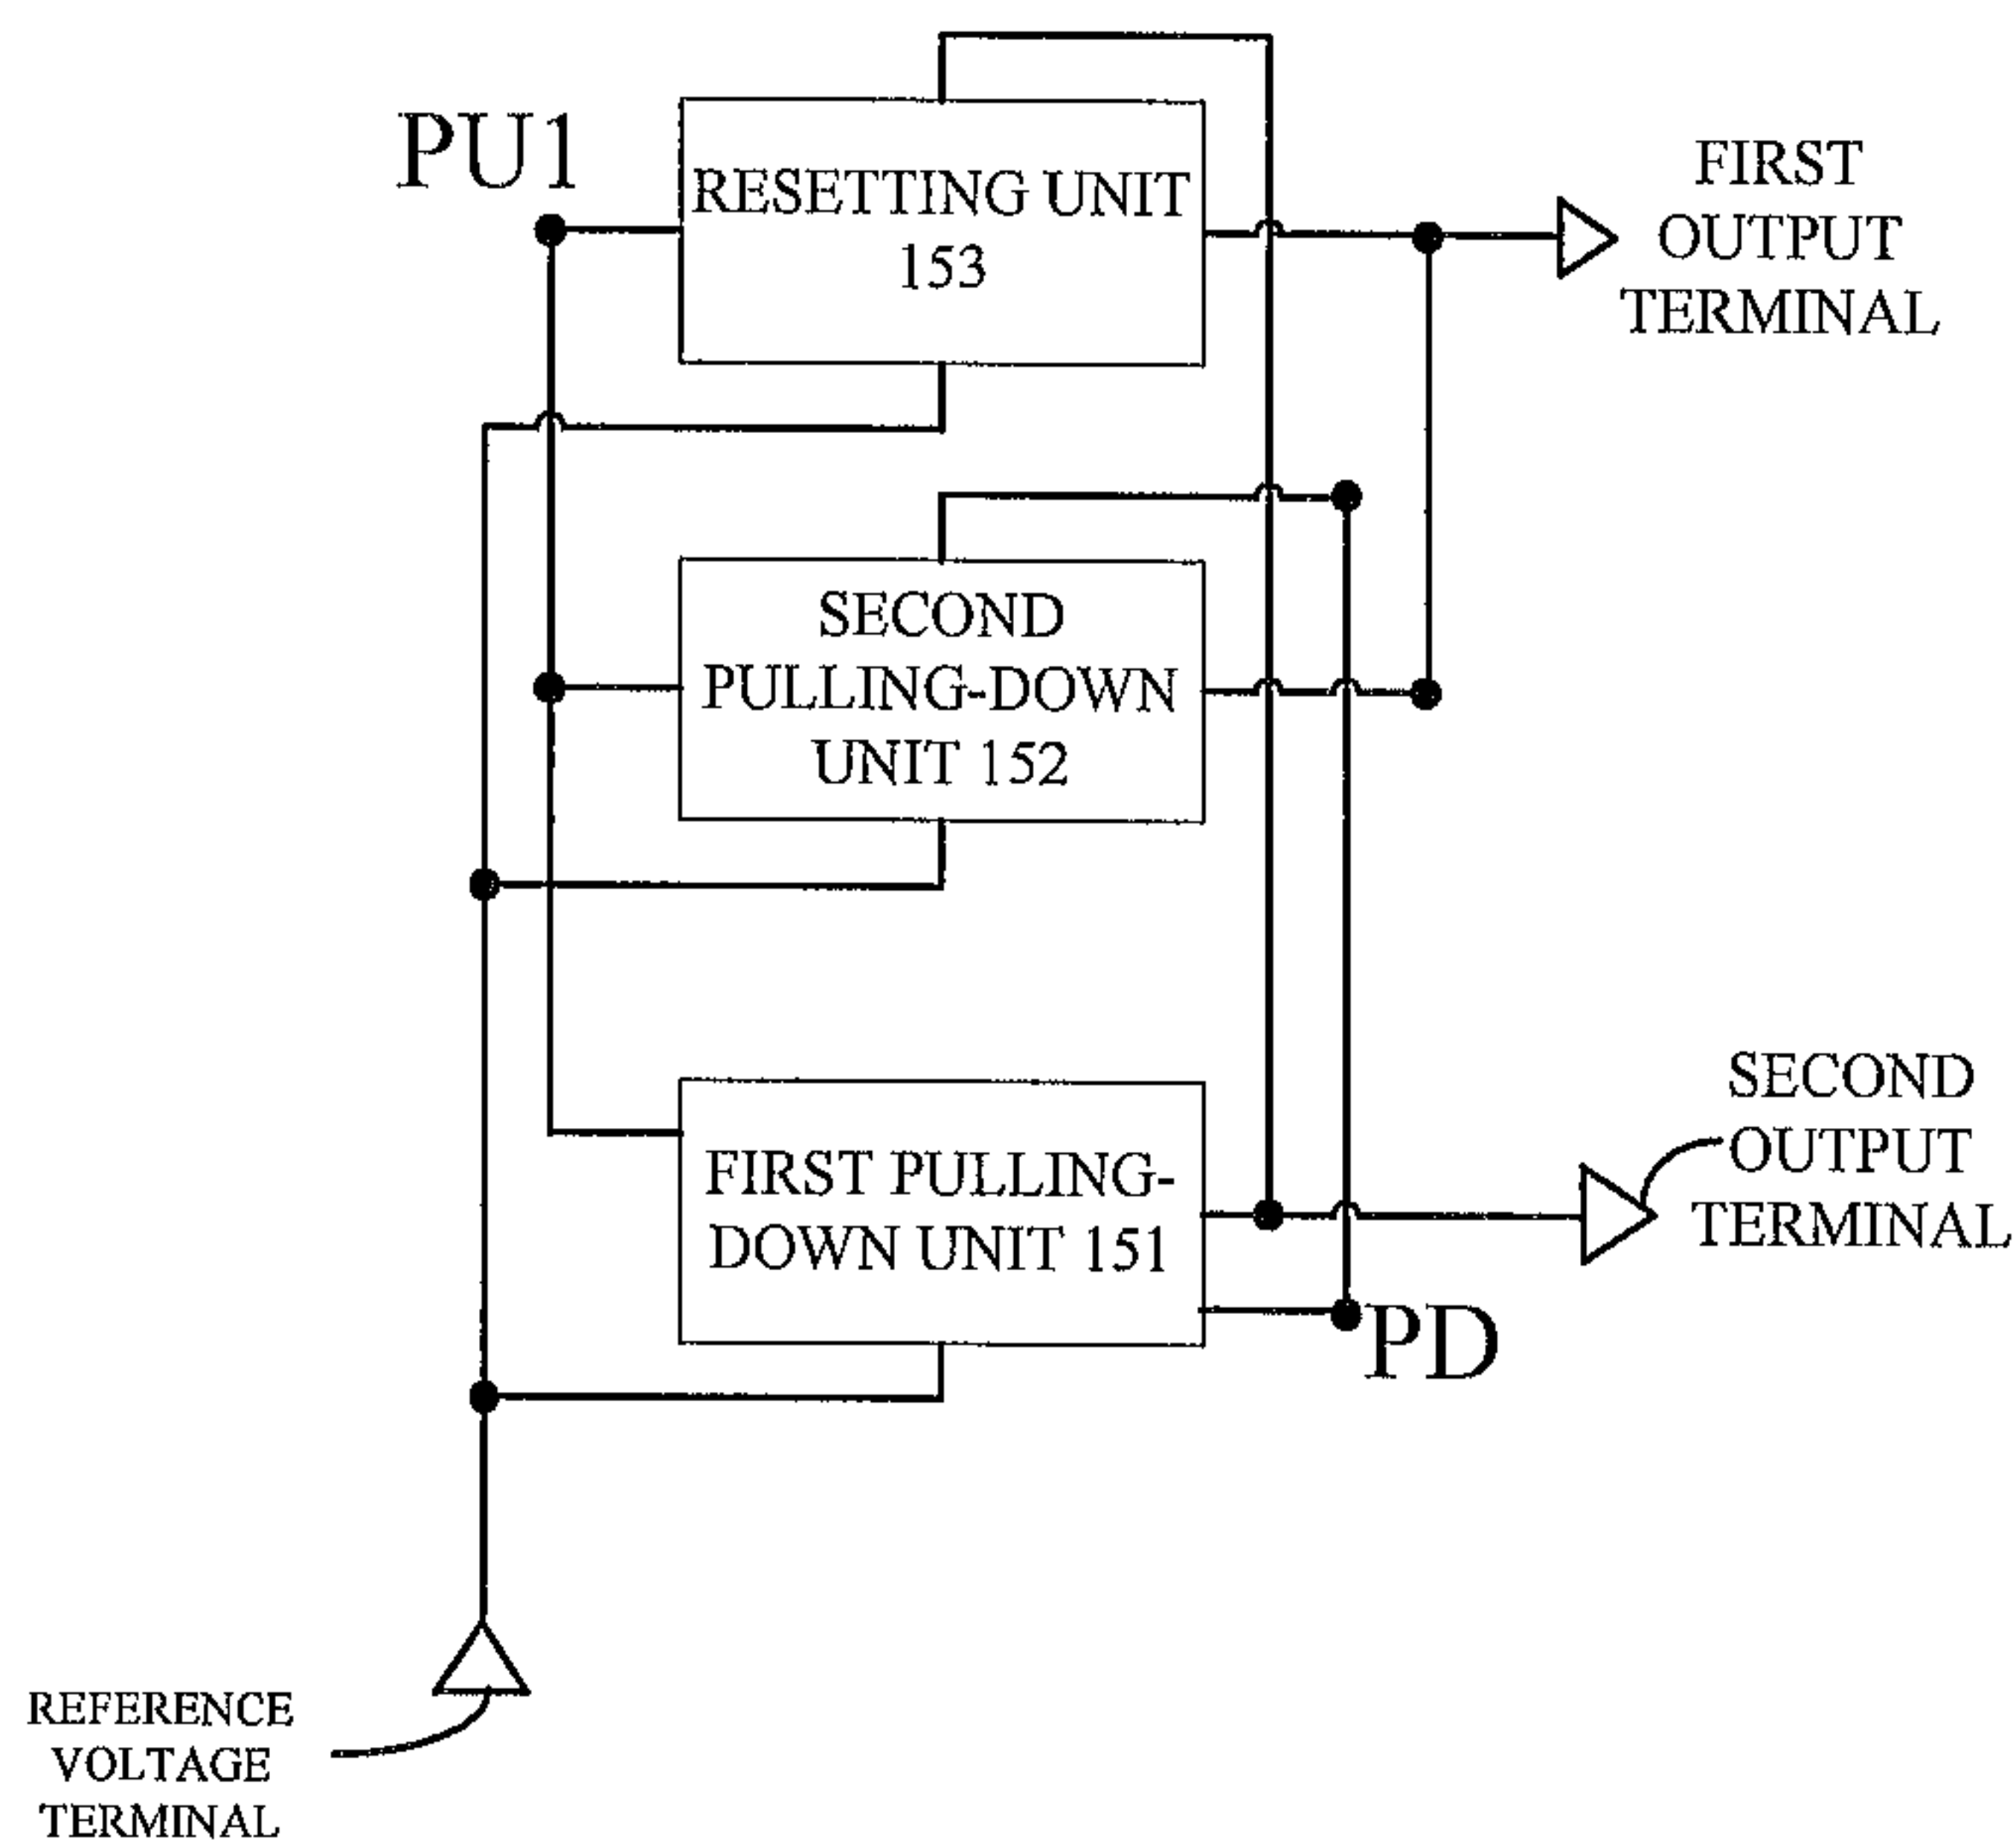 PU1
RESETTING UNIT
153
FIRST
OUTPUT
TERMINAL
SECOND
PULLING-DOWN
UNIT 152
FIRST PULLING-
DOWN UNIT 151
SECOND
OUTPUT
TERMINAL
PD
REFERENCE
VOLTAGE
TERMINAL